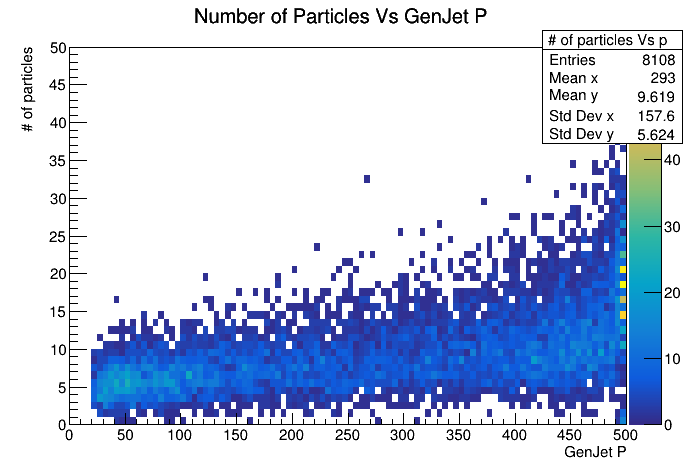 Number of Particles Vs GenJet P
# of particles Vs p
Entries 8108
Mean x 293
Mean y 9.619
Std Dev x 157.6
Std Dev y 5.624
# of particles
50
45
40
35
30
25
20
15
10
5
0
40
30
20
10
0
0 50 100 150 200 250 300 350 400 450 500
GenJet P